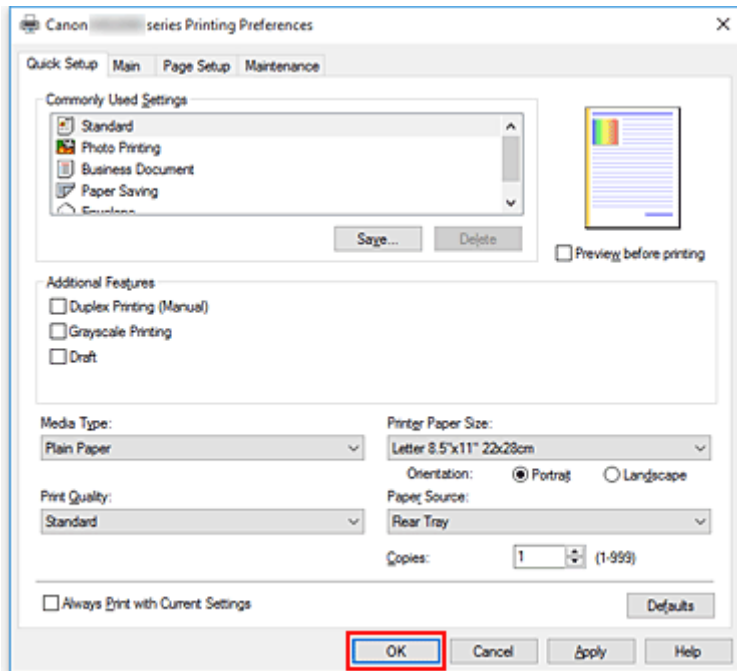 Canon series Printing Preferences
Quick Setup Main Page Setup Maintenance
Commonly Used Settings
Standard
Photo Printing
Business Document
Paper Saving
Envelope
Save... Delete
Preview before printing
Additional Features
Duplex Printing (Manual)
Grayscale Printing
Draft
Media Type: Printer Paper Size:
Plain Paper Letter 8.5"x11" 22x28cm
Orientation: Portrait Landscape
Print Quality: Paper Source:
Standard Rear Tray
Copies: 1 (1-999)
Always Print with Current Settings Defaults
OK Cancel Apply Help